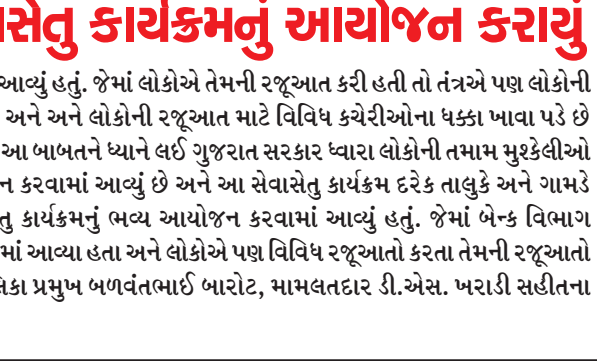 કાર્યક્રમનું આયોજન કરાયું
આવ્યું હતું. જેમાં લોકોએ તેમની રજૂઆત કરી હતી તો તંત્રએ પણ લોકોની
અને અને લોકોની રજૂઆત માટે વિવિધ કચેરીઓના ધક્કા ખાવા પડે છે
આ બાબતને ધ્યાને લઈ ગુજરાત સરકાર ધ્વારા લોકોની તમામ મુશ્કેલીઓ
કરવામાં આવ્યું છે અને આ સેવાસેતુ કાર્યક્રમ દરેક તાલુકે અને ગામડે
કાર્યક્રમનું ભવ્ય આયોજન કરવામાં આવ્યું હતું. જેમાં બેન્ક વિભાગ
આવ્યા હતા અને લોકોએ પણ વિવિધ રજૂઆતો કરતા તેમની રજૂઆતો
પ્રમુખ બળવંતભાઈ બારોટ, મામલતદાર ડી.એસ. ખરાડી સહીતના